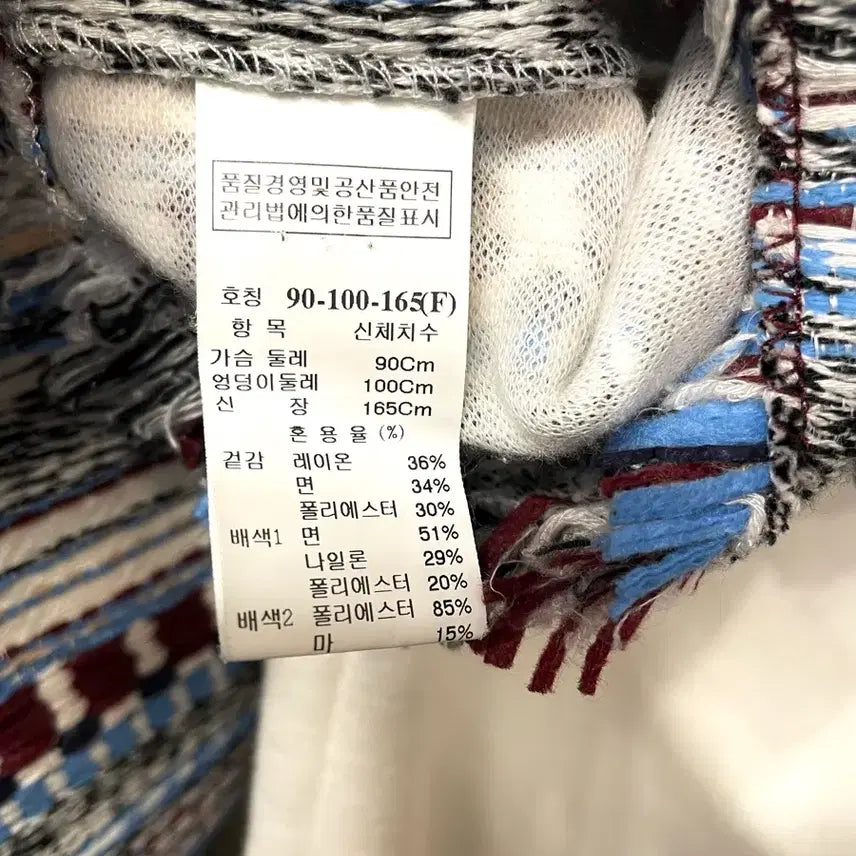 품질경영및공산품안전
관리법에의한품질표시
호칭 90-100-165(F)
항 목 신체치수
가슴 둘레 90Cm
엉덩이둘레 100Cm
신 장 165Cm
혼 용 율 (%)
겉감 레이온 36%
면 34%
폴리에스터 30%
배색1 면 51%
나일론 29%
폴리에스터 20%
배색2 폴리에스터 85%
마 15%